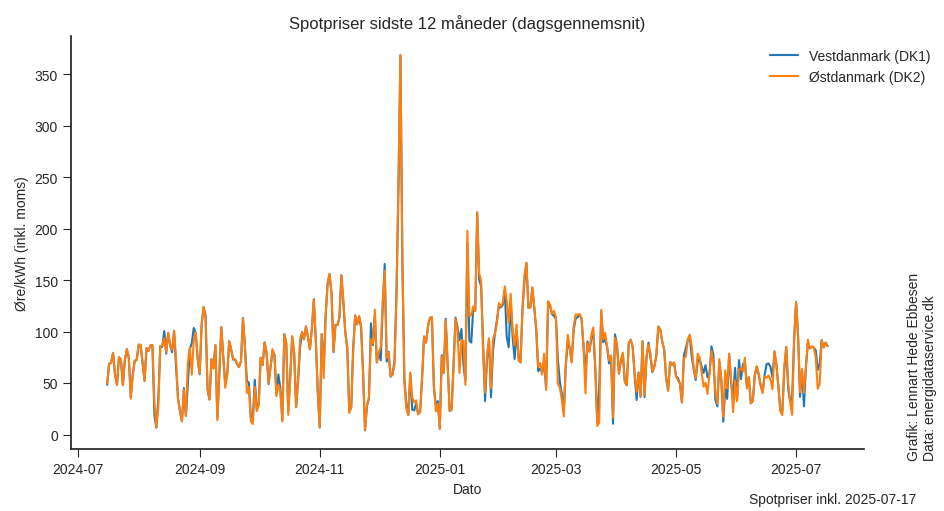 Spotpriser sidste 12 måneder (dagsgennemsnit)
Vestdanmark (DK1)
Østdanmark (DK2)
Øre/kWh (inkl. moms)
350
300
250
200
150
100
50
0
2024-07
2024-09
2024-11
2025-01
2025-03
2025-05
2025-07
Dato
Grafik: Lennart Hede Ebbesen
Data: energidataservice.dk
Spotpriser inkl. 2025-07-17